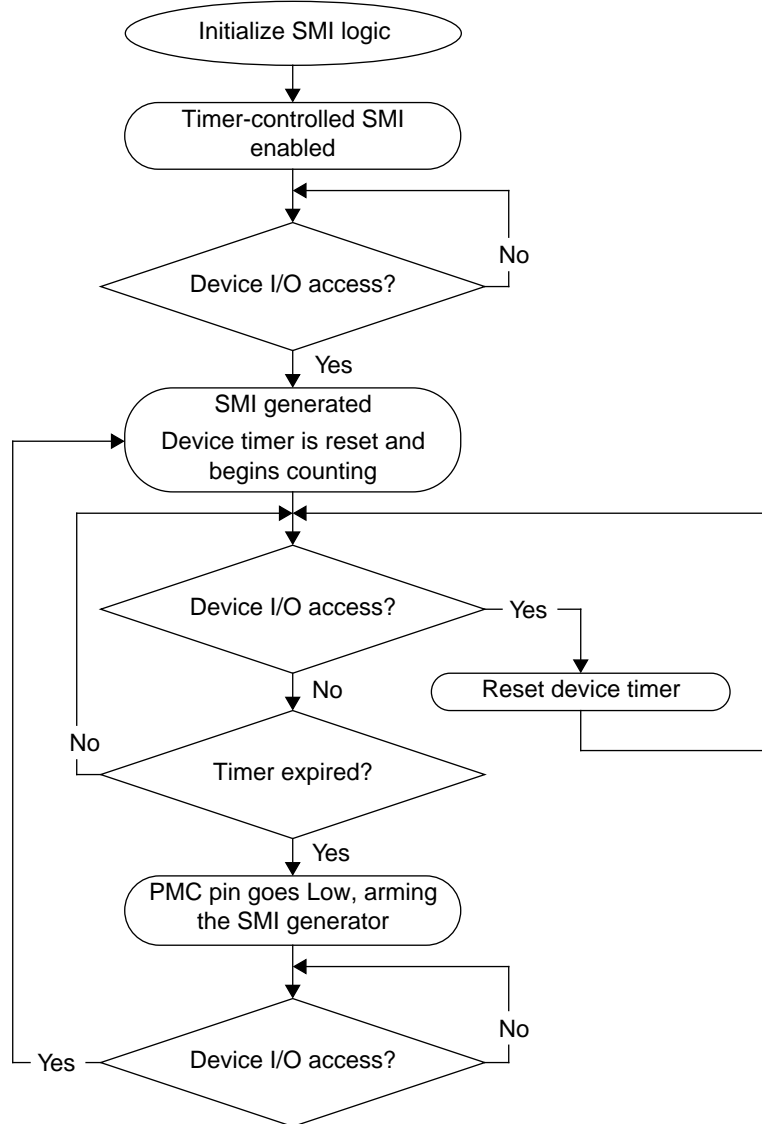 Initialize SMI logic
Timer-controlled SMI
enabled
No
Device I/O access?
Yes
SMI generated
Device timer is reset and
begins counting
Device I/O access?
Yes
No
Reset device timer
No
Timer expired?
Yes
PMC pin goes Low, arming
the SMI generator
No
Yes
Device I/O access?